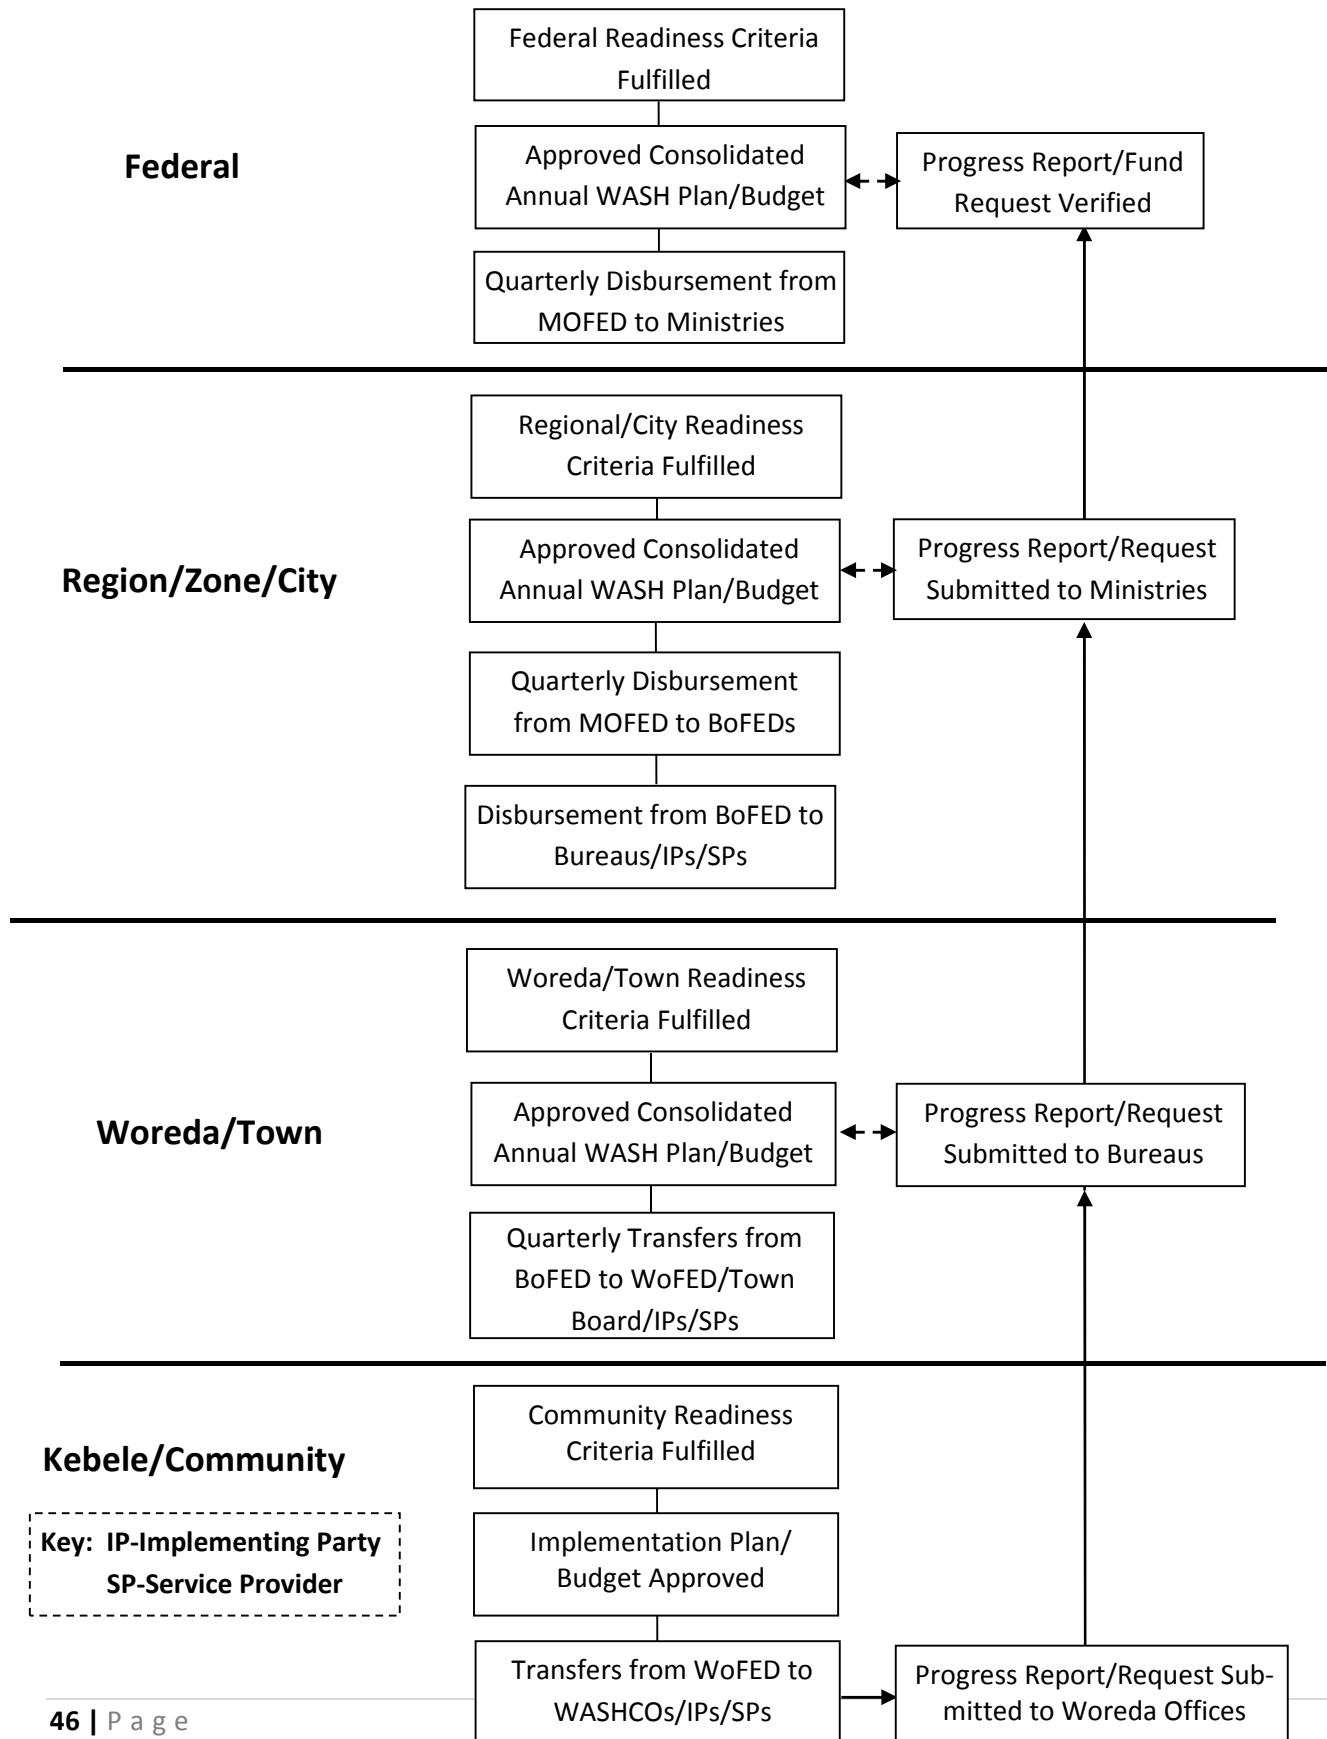 Federal Readiness Criteria
Fulfilled
Federal
Approved Consolidated
Annual WASH Plan/Budget
Progress Report/Fund
Request Verified
Quarterly Disbursement from
MOFED to Ministries
Regional/City Readiness
Criteria Fulfilled
Region/Zone/City
Approved Consolidated
Annual WASH Plan/Budget
Progress Report/Request
Submitted to Ministries
Quarterly Disbursement
from MOFED to BoFEDs
Disbursement from BoFED to
Bureaus/IPs/SPs
Woreda/Town Readiness
Criteria Fulfilled
Woreda/Town
Approved Consolidated
Annual WASH Plan/Budget
Progress Report/Request
Submitted to Bureaus
Quarterly Transfers from
BoFED to WoFED/Town
Board/IPs/SPs
Community Readiness
Criteria Fulfilled
Kebele/Community
Key: IP-Implementing Party
SP-Service Provider
Implementation Plan/
Budget Approved
Transfers from WoFED to
WASHCOs/IPs/SPs
Progress Report/Request Sub-
mitted to Woreda Offices
46 | Page